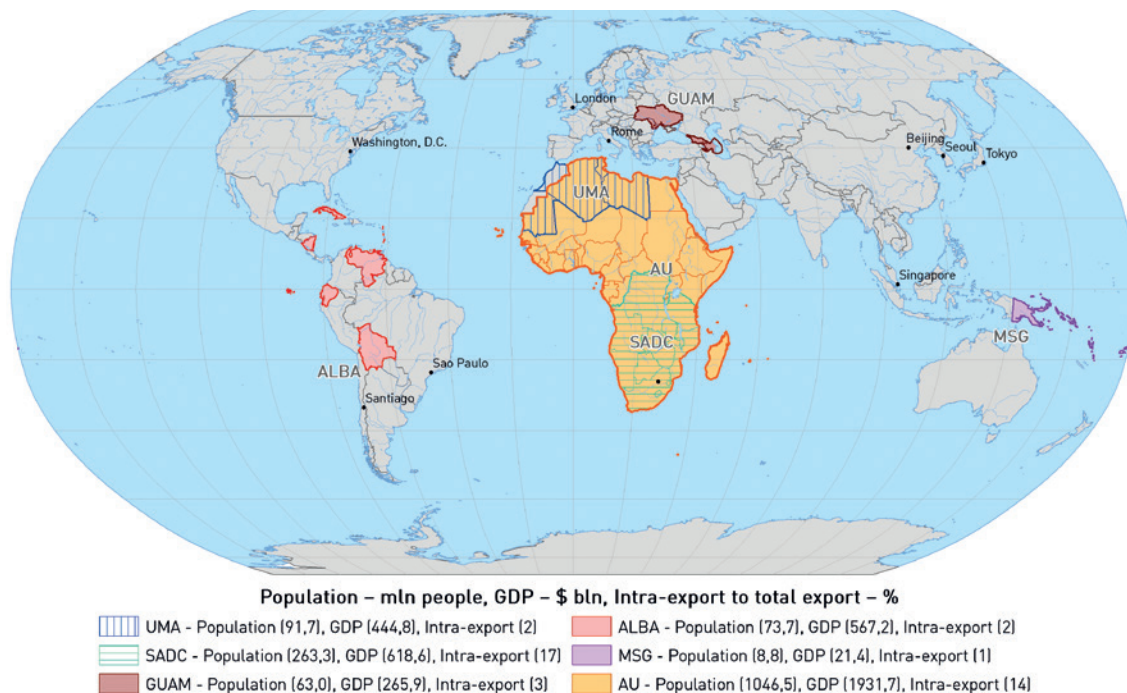 GUAM
London
Rome
Washington, D.C.
Beijing
Seoul
Tokyo
UMA
AU
Singapore
SADC
MSG
ALBA
Sao Paulo
Santiago
Population – mln people, GDP – $ bln, Intra-export to total export – %
UMA - Population (91,7), GDP (444,8), Intra-export (2)
ALBA - Population (73,7), GDP (567,2), Intra-export (2)
SADC - Population (263,3), GDP (618,6), Intra-export (17)
MSG - Population (8,8), GDP (21,4), Intra-export (1)
GUAM - Population (63,0), GDP (265,9), Intra-export (3)
AU - Population (1046,5), GDP (1931,7), Intra-export (14)